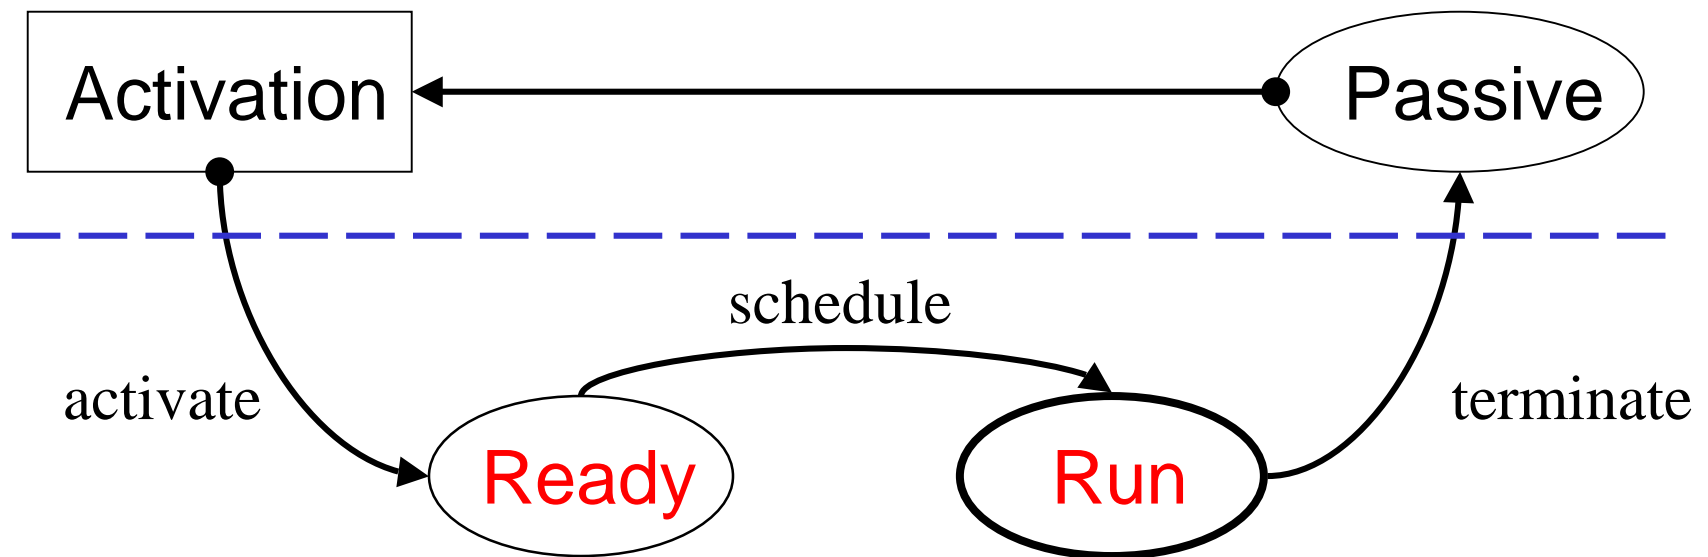 Activation
Passive
schedule
activate
terminate
Ready
Run